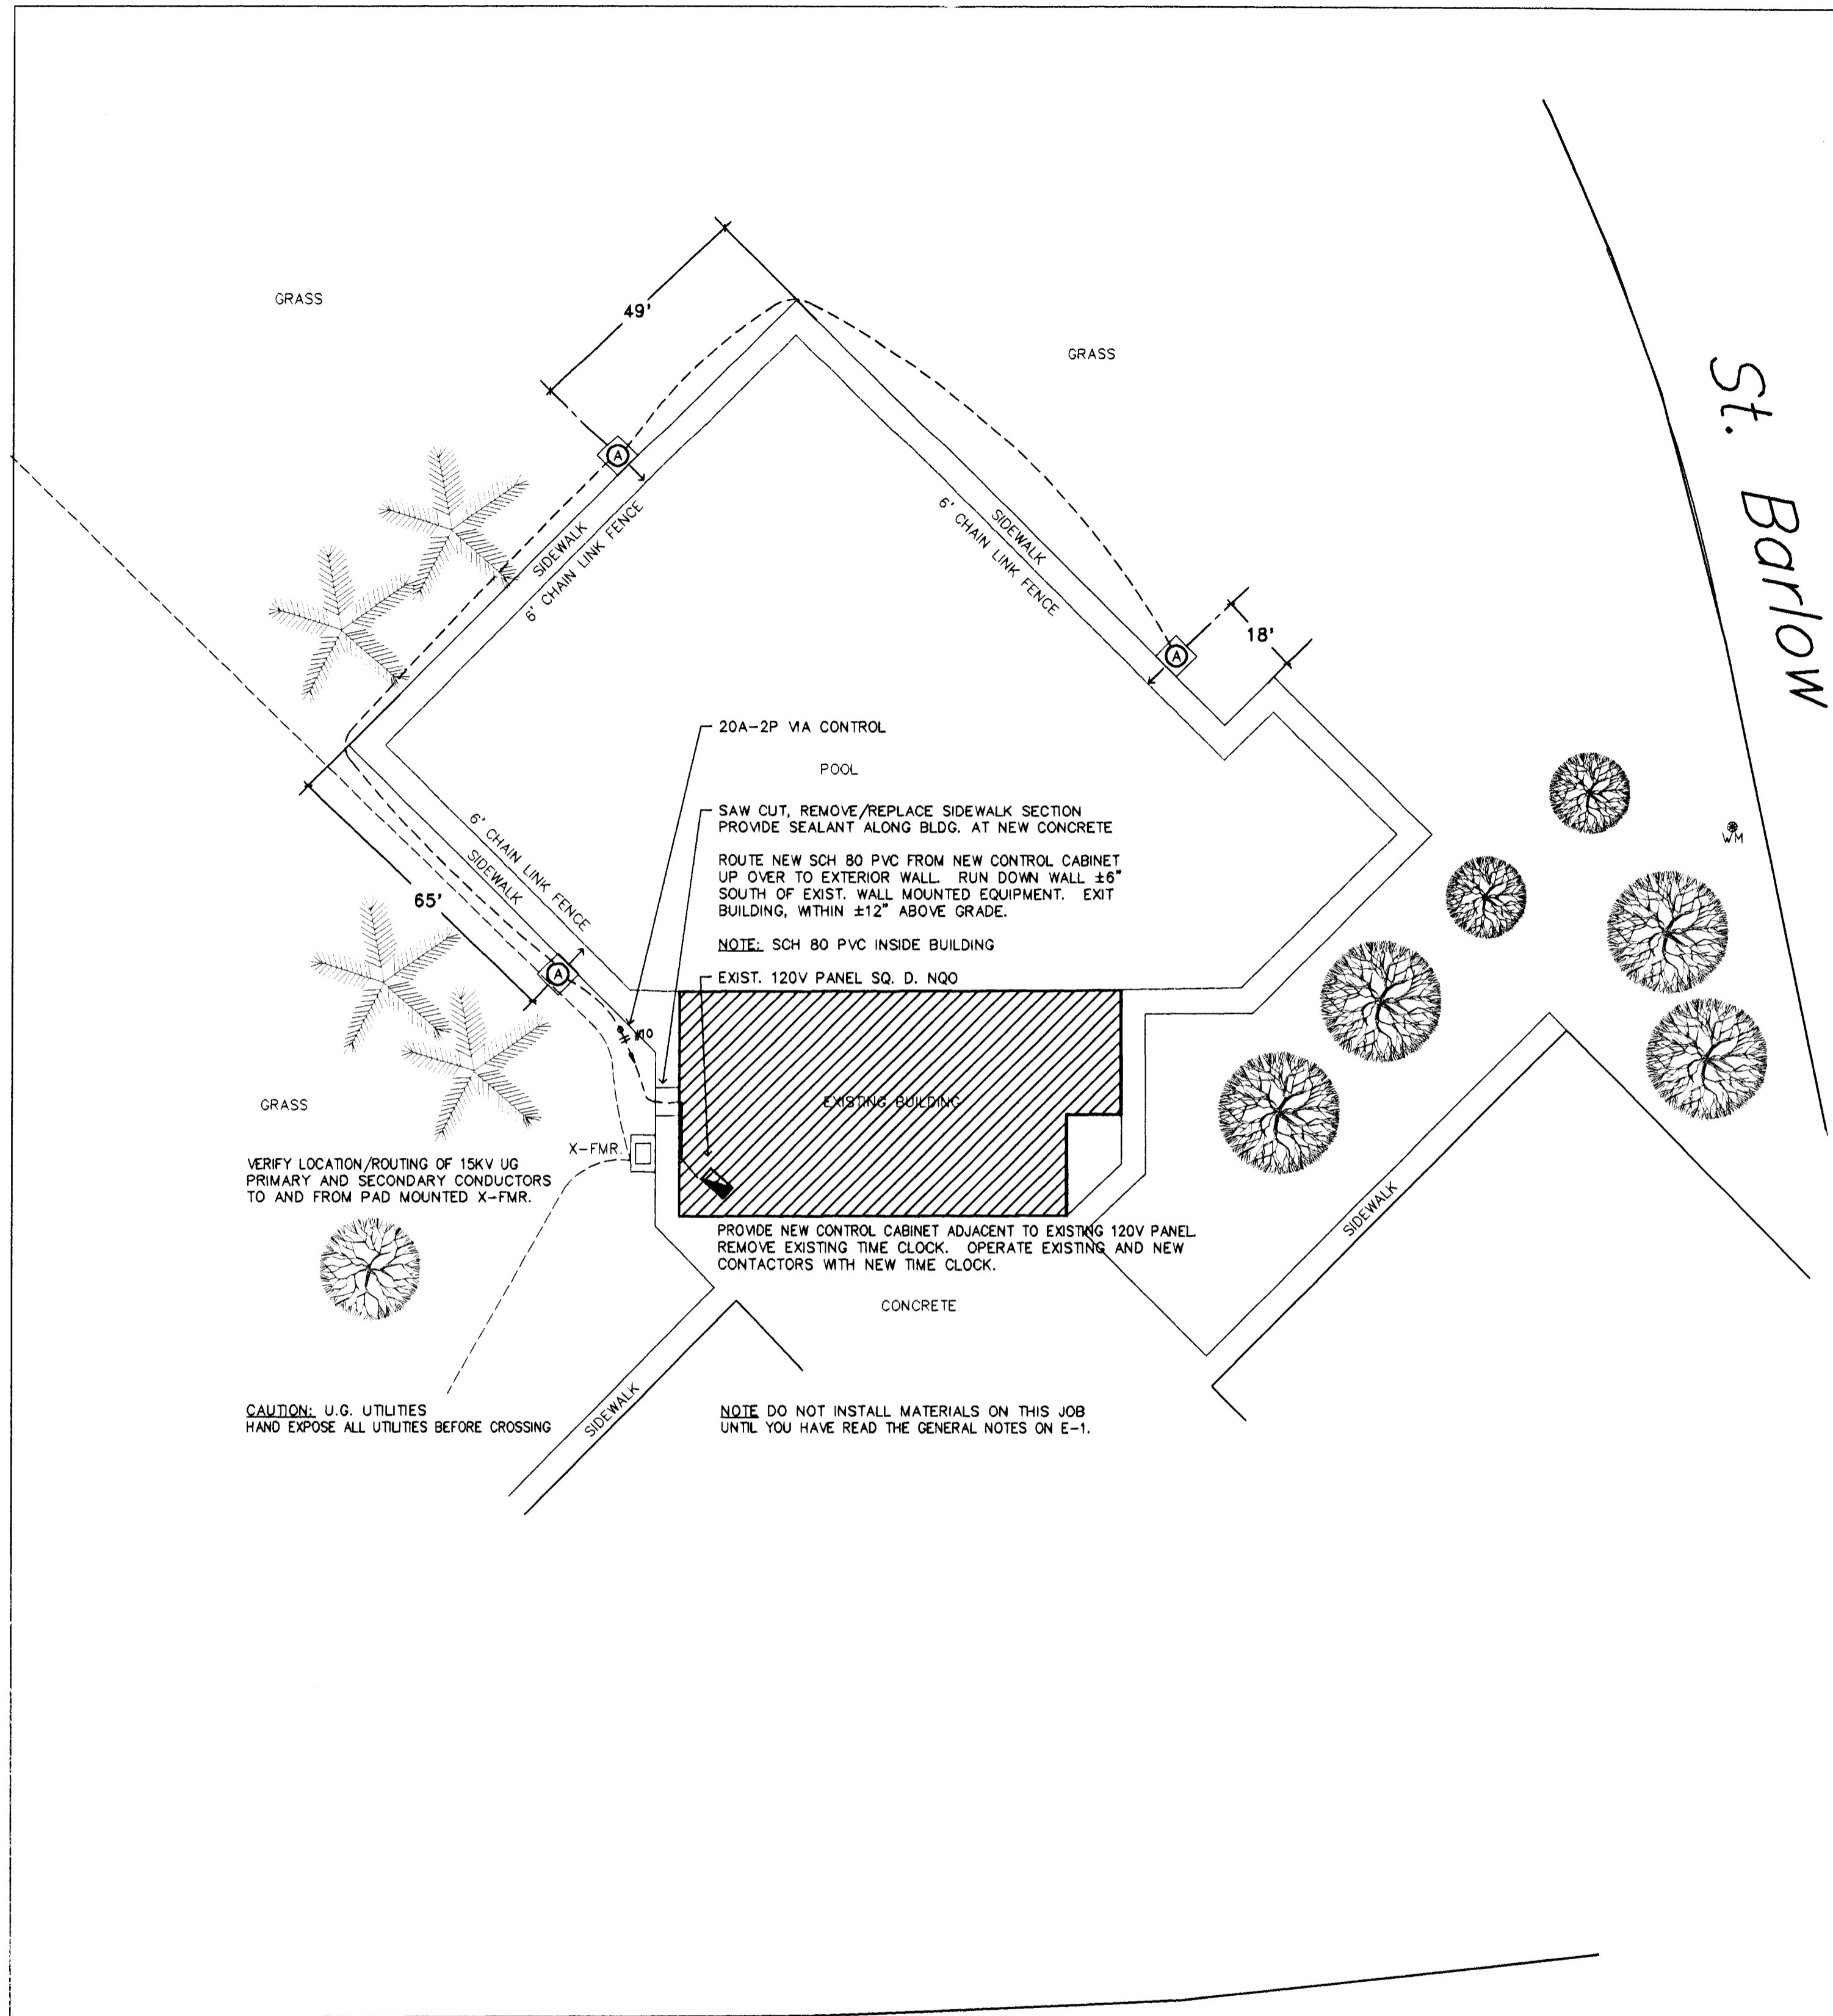 GRASS
49'
GRASS
St. Barlow
A
SIDEWALK
6' CHAIN LINK FENCE
SIDEWALK
6' CHAIN LINK FENCE
18'
A
20A-2P VIA CONTROL
POOL
SAW CUT, REMOVE/REPLACE SIDEWALK SECTION
PROVIDE SEALANT ALONG BLDG. AT NEW CONCRETE
WM
6' CHAIN LINK FENCE
SIDEWALK
65'
ROUTE NEW SCH 80 PVC FROM NEW CONTROL CABINET
UP OVER TO EXTERIOR WALL. RUN DOWN WALL ±6"
SOUTH OF EXIST. WALL MOUNTED EQUIPMENT. EXIT
BUILDING, WITHIN ±12" ABOVE GRADE.
NOTE: SCH 80 PVC INSIDE BUILDING
A
EXIST. 120V PANEL SQ. D. NQO
#10
GRASS
EXISTING BUILDING
X-FMR.
VERIFY LOCATION/ROUTING OF 15KV UG
PRIMARY AND SECONDARY CONDUCTORS
TO AND FROM PAD MOUNTED X-FMR.
SIDEWALK
PROVIDE NEW CONTROL CABINET ADJACENT TO EXISTING 120V PANEL.
REMOVE EXISTING TIME CLOCK. OPERATE EXISTING AND NEW
CONTACTORS WITH NEW TIME CLOCK.
CONCRETE
CAUTION: U.G. UTILITIES
HAND EXPOSE ALL UTILITIES BEFORE CROSSING
SIDEWALK
NOTE DO NOT INSTALL MATERIALS ON THIS JOB
UNTIL YOU HAVE READ THE GENERAL NOTES ON E-1.